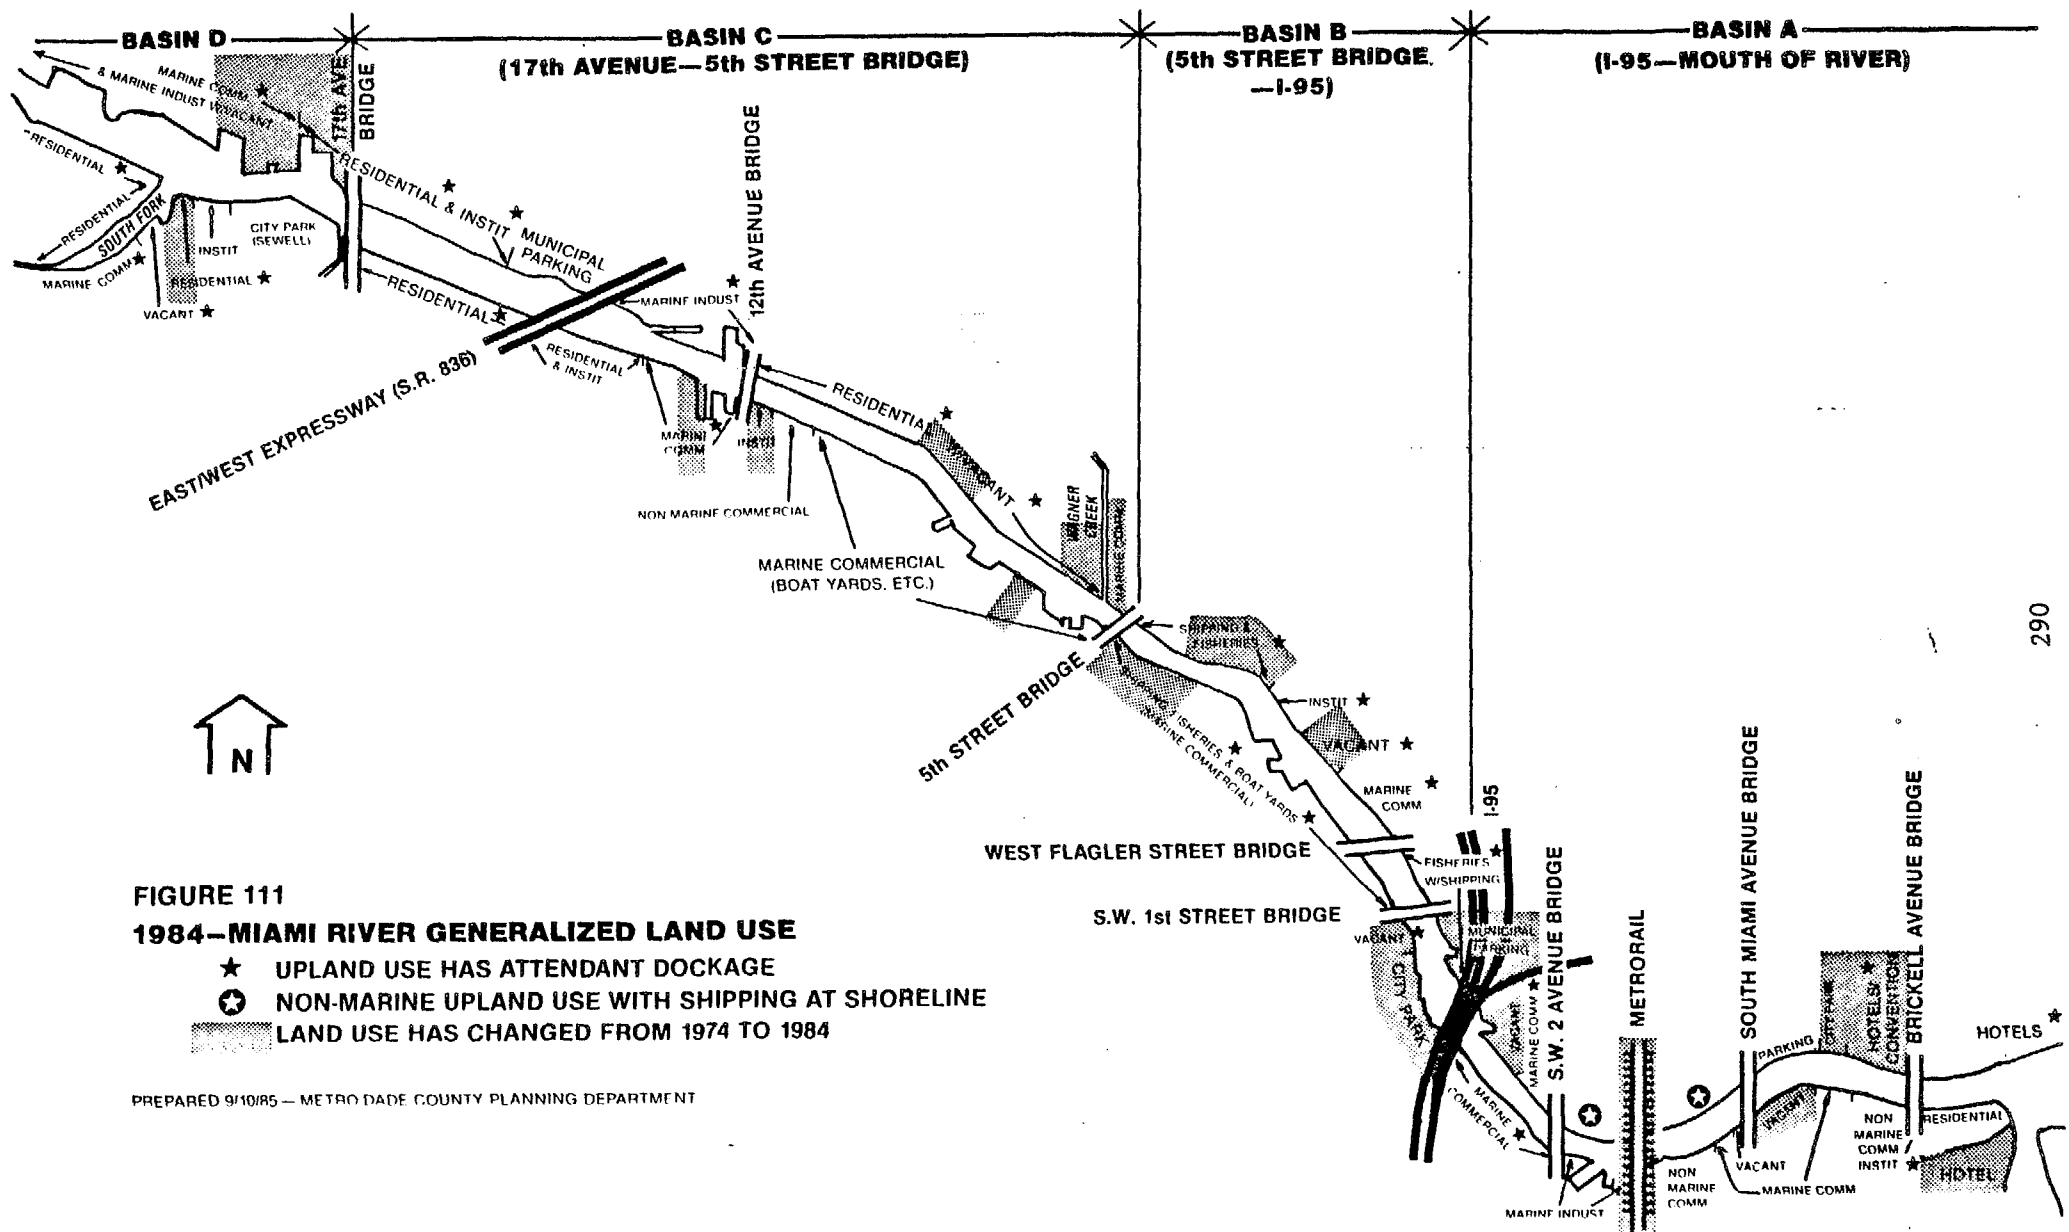 BASIN D
BASIN C
(17th AVENUE—5th STREET BRIDGE)
BASIN B
(5th STREET BRIDGE
—I-95)
BASIN A
(I-95—MOUTH OF RIVER)
MARINE COMM
& MARINE INDUST W/VACANT
17th AVE
BRIDGE
RESIDENTIAL
RESIDENTIAL
SOUTH FORK
MARINE COMM
VACANT
RESIDENTIAL
INSTIT
CITY PARK
(SEWELL)
RESIDENTIAL & INSTIT
MUNICIPAL
PARKING
RESIDENTIAL
12th AVENUE BRIDGE
MARINE INDUST
RESIDENTIAL
& INSTIT
EAST/WEST EXPRESSWAY (S.R. 836)
MARINE
COMM
INSTIT
NON MARINE COMMERCIAL
RESIDENTIAL
W/VACANT
MARINE COMMERCIAL
(BOAT YARDS. ETC.)
WAGNER
CREEK
MARINE COMM
5th STREET BRIDGE
SHIPPING &
FISHERIES
SHIPPING, FISHERIES & BOAT YARDS
(MARINE COMMERCIAL)
INSTIT
VACANT
MARINE
COMM
I-95
WEST FLAGLER STREET BRIDGE
FISHERIES
W/SHIPPING
S.W. 1st STREET BRIDGE
MUNICIPAL
PARKING
VACANT
CITY PARK
VACANT
MARINE COMM
S.W. 2 AVENUE BRIDGE
MARINE
COMMERCIAL
MARINE INDUST
METRORAIL
NON
MARINE
COMM
SOUTH MIAMI AVENUE BRIDGE
VACANT
MARINE COMM
PARKING
VACANT
CITY PARK
HOTELS/
CONVENTION
BRICKELL AVENUE BRIDGE
HOTELS
NON
MARINE
COMM
INSTIT
RESIDENTIAL
HOTEL
N
FIGURE 111
1984—MIAMI RIVER GENERALIZED LAND USE
UPLAND USE HAS ATTENDANT DOCKAGE
NON-MARINE UPLAND USE WITH SHIPPING AT SHORELINE
LAND USE HAS CHANGED FROM 1974 TO 1984
PREPARED 9/10/85 — METRO DADE COUNTY PLANNING DEPARTMENT
290